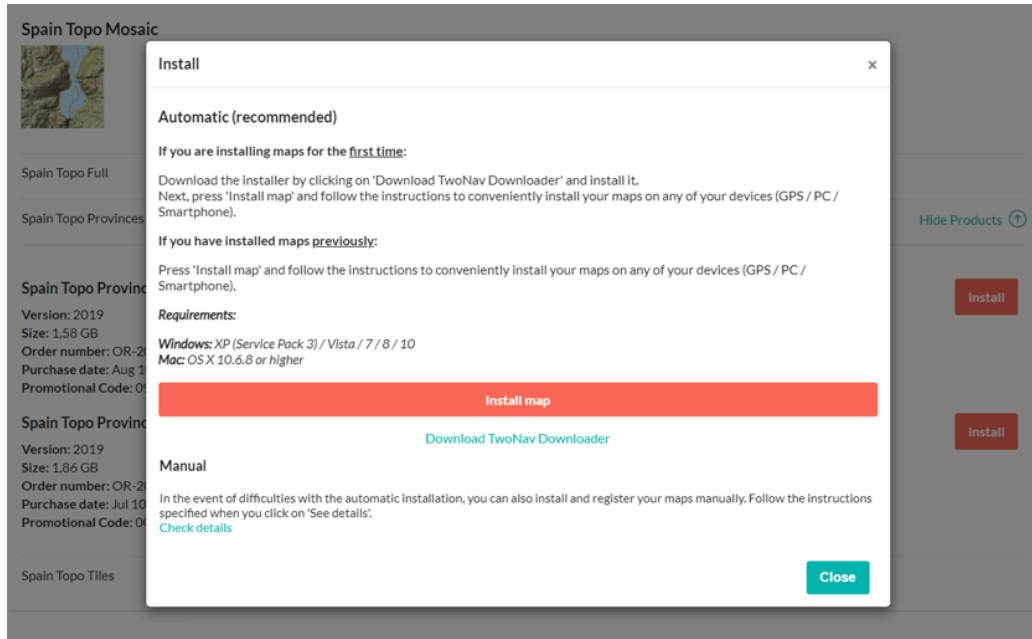 Spain Topo Mosaic
Install
×
Automatic (recommended)
If you are installing maps for the first time:
Download the installer by clicking on 'Download TwoNav Downloader' and install it.
Next, press 'Install map' and follow the instructions to conveniently install your maps on any of your devices (GPS / PC /
Smartphone).
If you have installed maps previously:
Press 'Install map' and follow the instructions to conveniently install your maps on any of your devices (GPS / PC /
Smartphone).
Requirements:
Windows: XP (Service Pack 3) / Vista / 7 / 8 / 10
Mac: OS X 10.6.8 or higher
Install map
Download TwoNav Downloader
Manual
In the event of difficulties with the automatic installation, you can also install and register your maps manually. Follow the instructions
specified when you click on 'See details'.
Check details
Close
Spain Topo Full
Spain Topo Provinces
Hide Products
Spain Topo
Install
Version: 2019
Size: 1,58 GB
Order number:
Purchase date: Aug
Promotional Code:
Spain Topo
Install
Version: 2019
Size: 1,86 GB
Order number:
Purchase date: Jul 10
Promotional Code:
Spain Topo Tiles